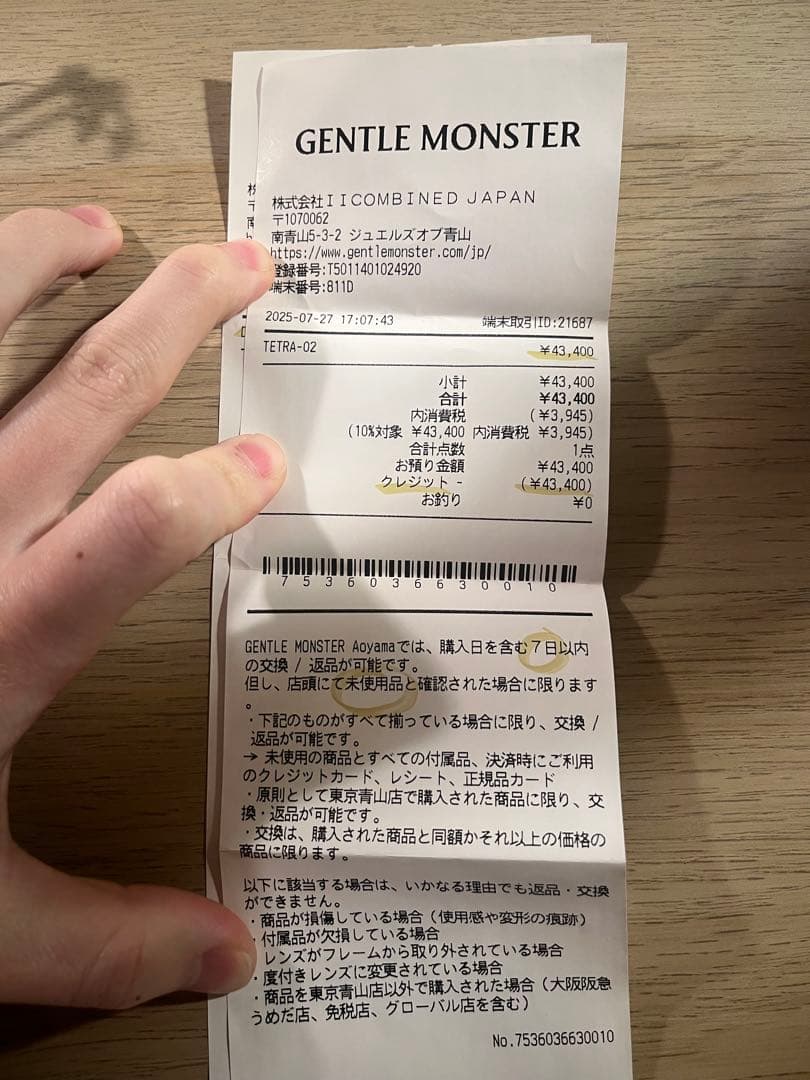 GENTLE MONSTER
株式会社IICOMBINED JAPAN
〒1070062
南青山5-3-2 ジュエルズオブ青山
https://www.gentlemonster.com/jp/
登録番号:T5011401024920
端末番号:811D
2025-07-27 17:07:43 端末取引ID:21687
TETRA-02 ¥43,400
小計 ¥43,400
合計 ¥43,400
内消費税 (¥3,945)
(10%対象 ¥43,400 内消費税 ¥3,945)
合計点数 1点
お預り金額 ¥43,400
クレジット - (¥43,400)
お釣り ¥0
7536036630010
GENTLE MONSTER Aoyamaでは、購入日を含む7日以内
の交換 / 返品が可能です。
但し、店頭にて未使用品と確認された場合に限ります
。
・下記のものがすべて揃っている場合に限り、交換 /
返品が可能です。
→ 未使用の商品とすべての付属品、決済時にご利用
のクレジットカード、レシート、正規品カード
・原則として東京青山店で購入された商品に限り、交
換・返品が可能です。
・交換は、購入された商品と同額かそれ以上の価格の
商品に限ります。
以下に該当する場合は、いかなる理由でも返品・交換
ができません。
・商品が損傷している場合（使用感や変形の痕跡）
・付属品が欠損している場合
レンズがフレームから取り外されている場合
・度付きレンズに変更されている場合
・商品を東京青山店以外で購入された場合（大阪阪急
うめだ店、免税店、グローバル店を含む）
No.7536036630010